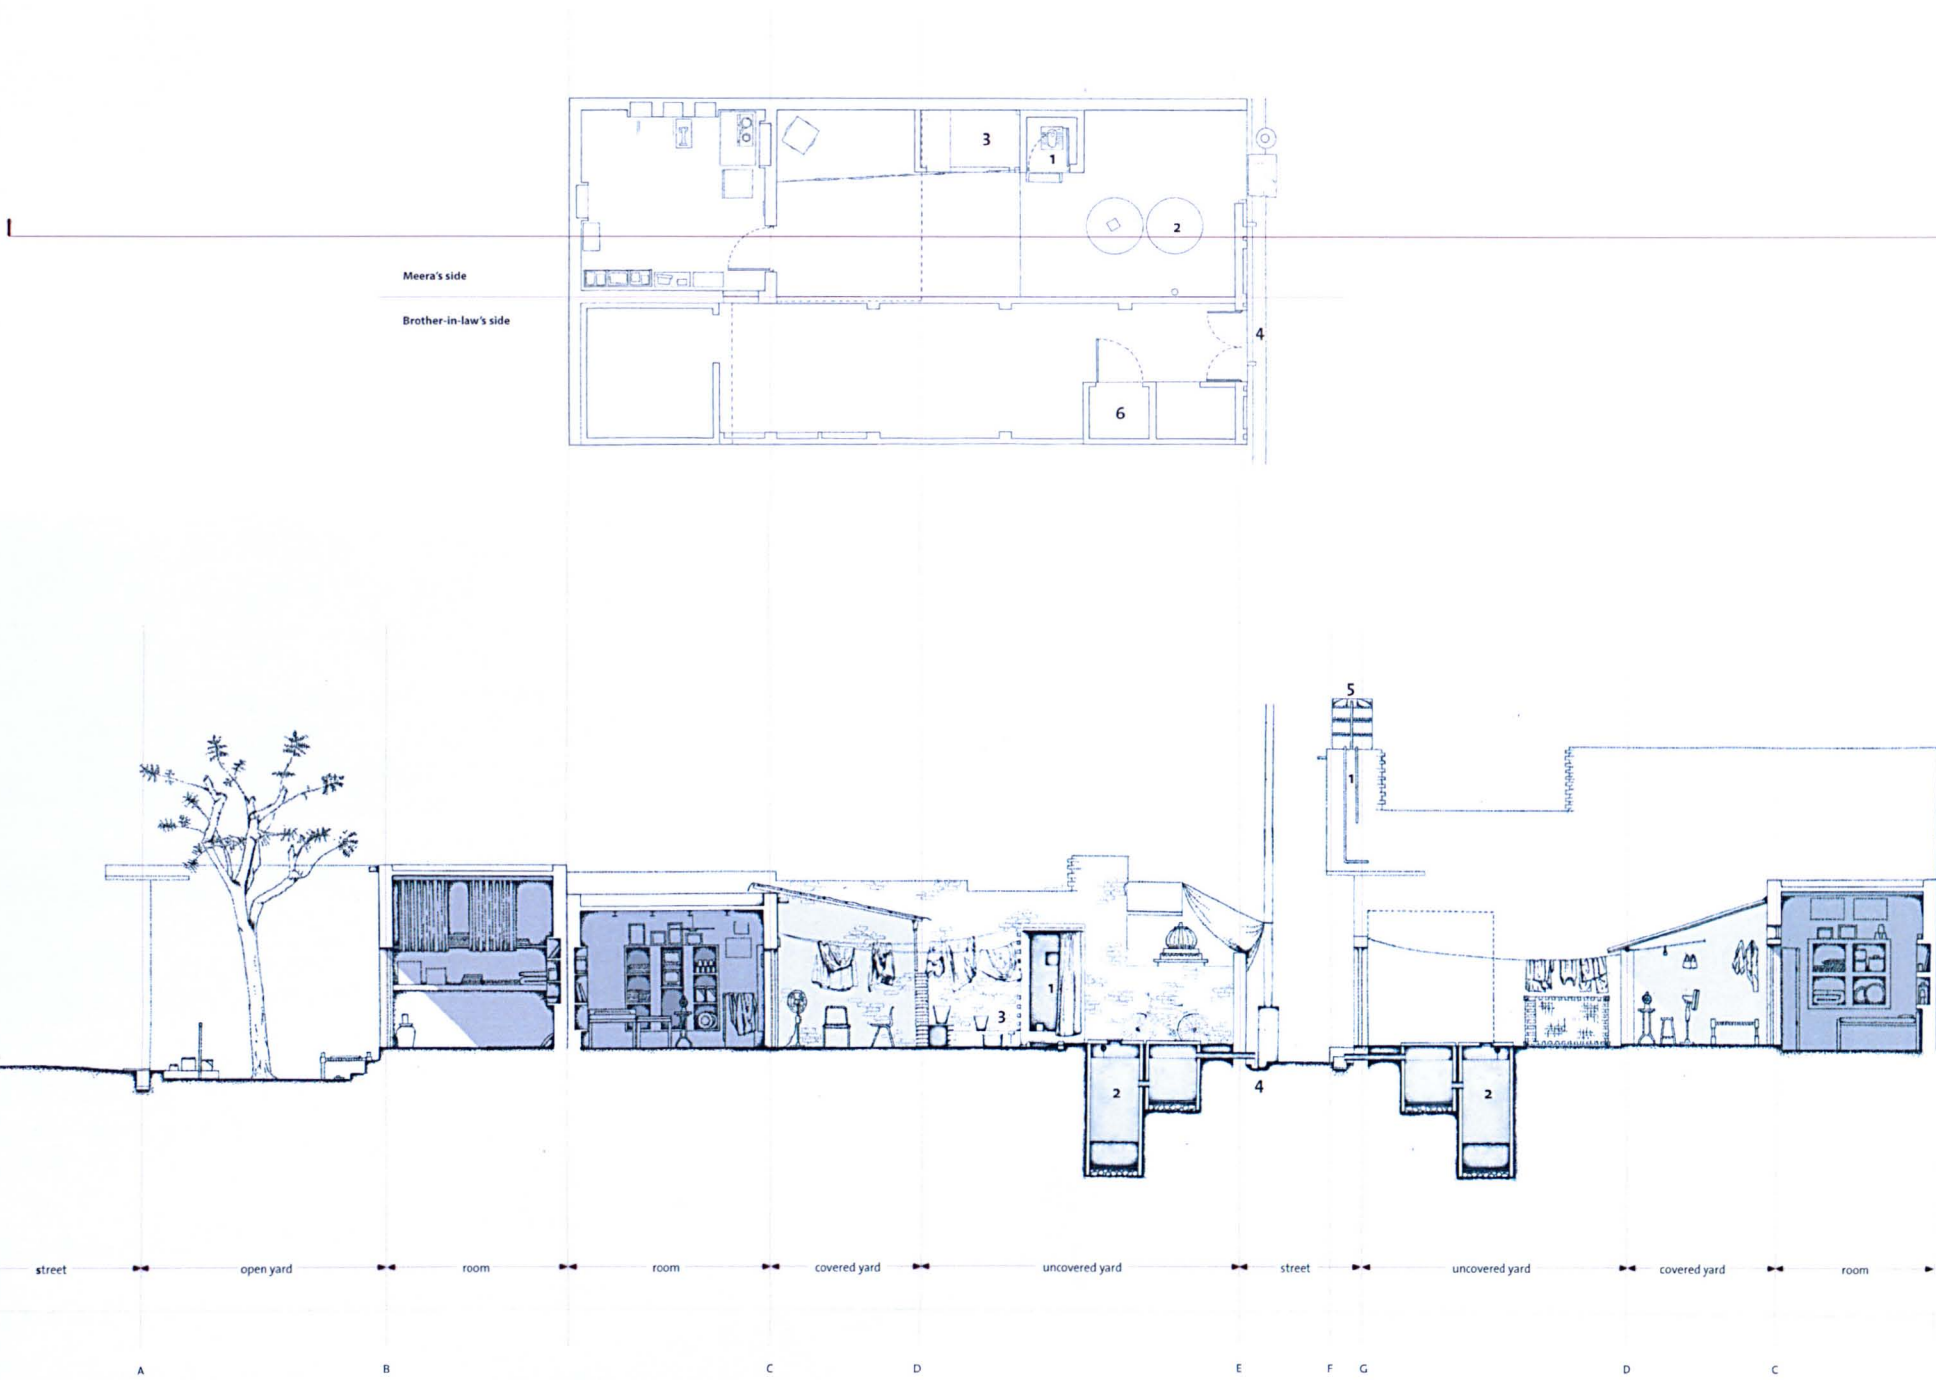 3
1
2
Meera's side
Brother-in-law's side
4
6
5
1
1
3
2
4
2
street
open yard
room
room
covered yard
uncovered yard
street
uncovered yard
covered yard
room
A
B
C
D
E
F
G
D
C